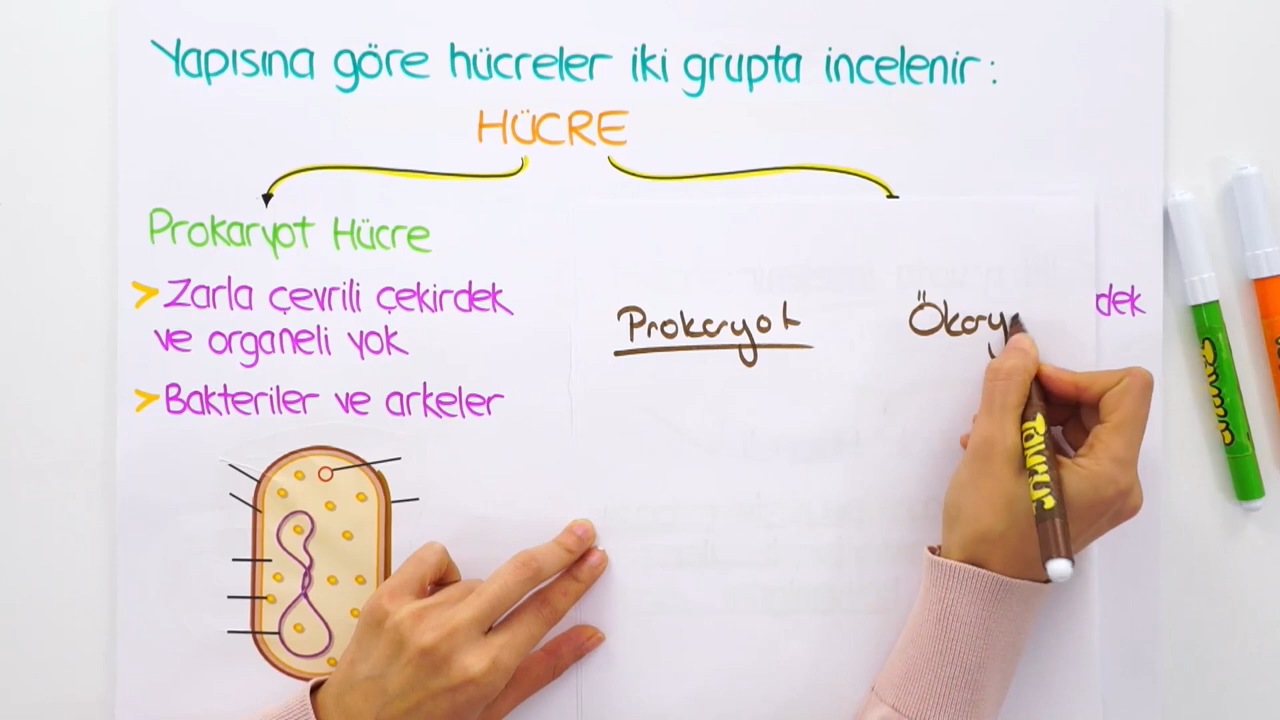 Yapısına göre hücreler iki grupta incelenir:
HÜCRE
Prokaryot Hücre
> Zarla çevrili çekirdek
ve organeli yok
> Bakteriler ve arkeler
Prokaryot
Ökary
dek